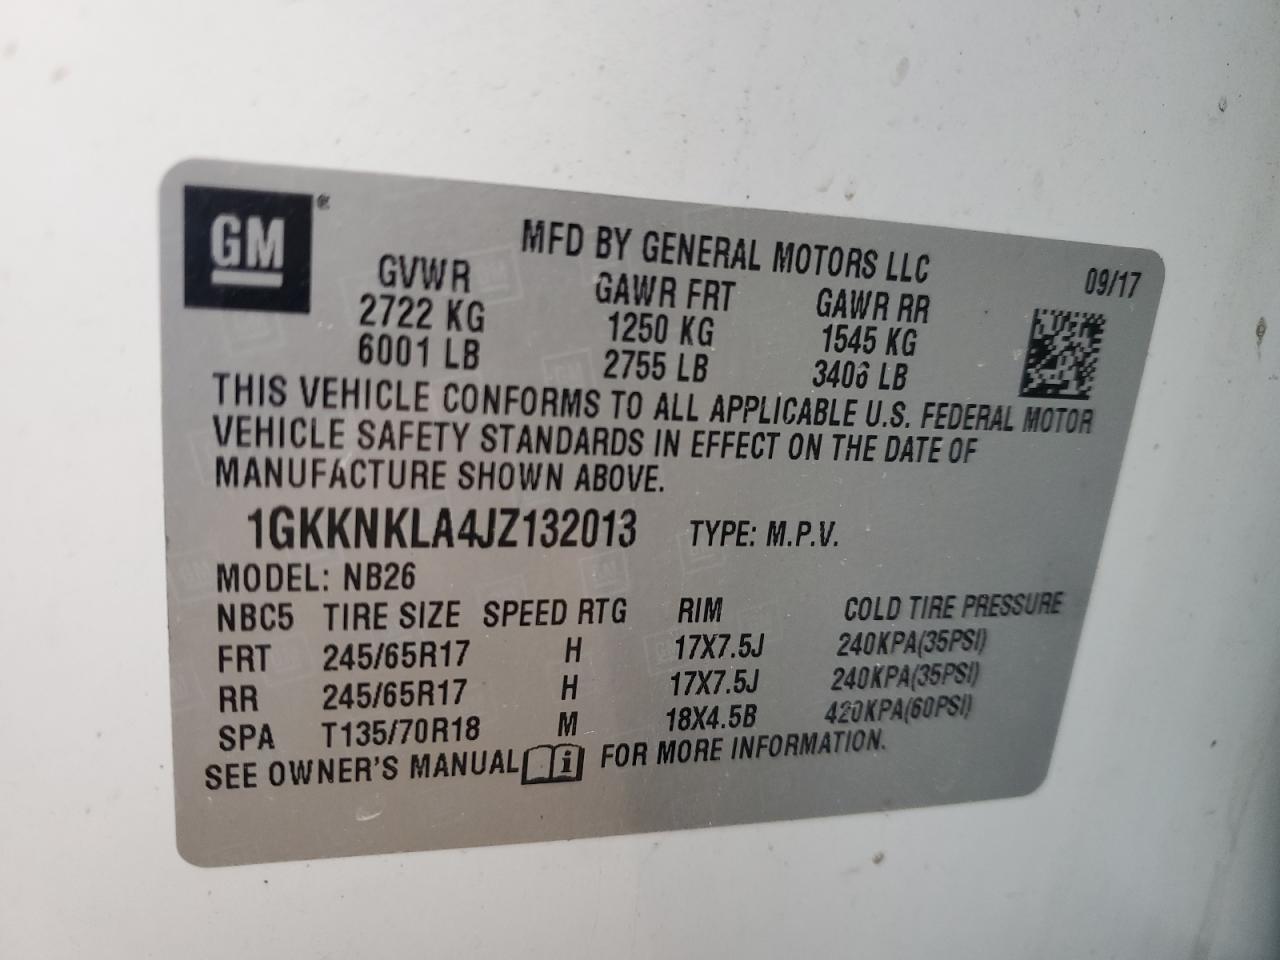 GM®
MFD BY GENERAL MOTORS LLC 09/17
GVWR GAWR FRT GAWR RR
2722 KG 1250 KG 1545 KG
6001 LB 2755 LB 3406 LB
THIS VEHICLE CONFORMS TO ALL APPLICABLE U.S. FEDERAL MOTOR
VEHICLE SAFETY STANDARDS IN EFFECT ON THE DATE OF
MANUFACTURE SHOWN ABOVE.
1GKKNKLA4JZ132013 TYPE: M.P.V.
MODEL: NB26
NBC5 TIRE SIZE SPEED RTG RIM COLD TIRE PRESSURE
FRT 245/65R17 H 17X7.5J 240KPA(35PSI)
RR 245/65R17 H 17X7.5J 240KPA(35PSI)
SPA T135/70R18 M 18X4.5B 420KPA(60PSI)
SEE OWNER'S MANUAL i FOR MORE INFORMATION.